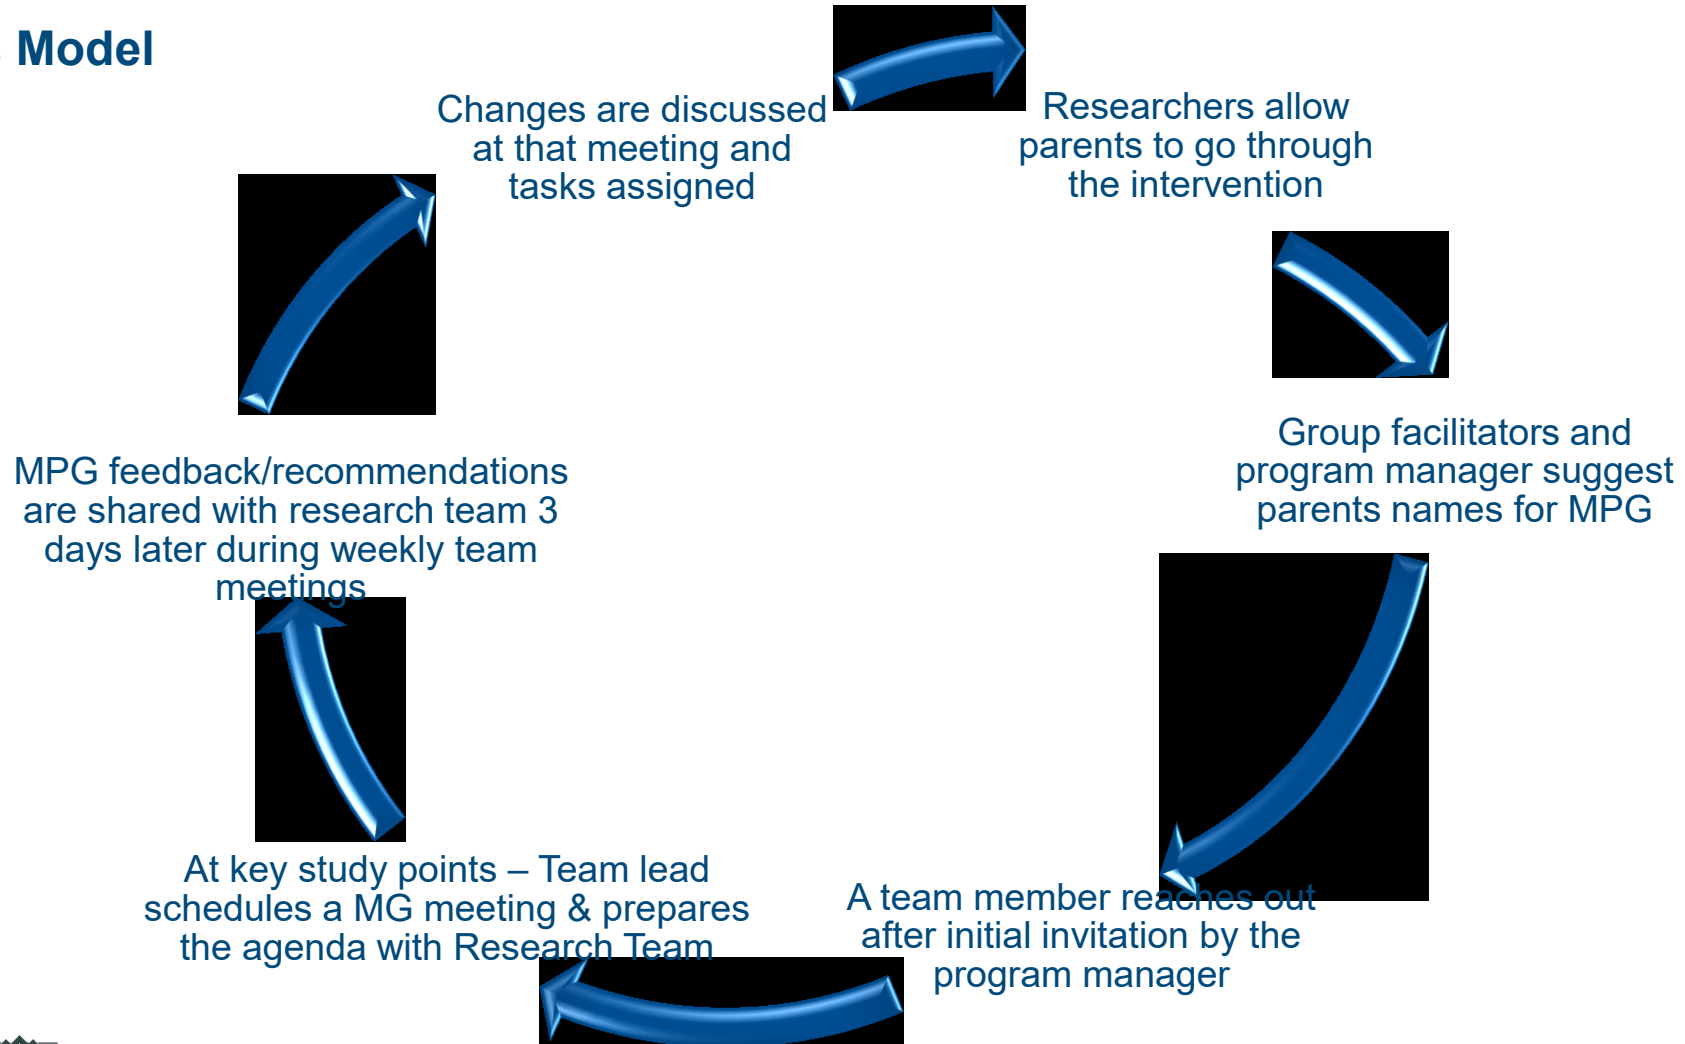 Model
Changes are discussed
at that meeting and
tasks assigned
Researchers allow
parents to go through
the intervention
Group facilitators and
program manager suggest
parents names for MPG
A team member reaches out
after initial invitation by the
program manager
At key study points – Team lead
schedules a MG meeting & prepares
the agenda with Research Team
MPG feedback/recommendations
are shared with research team 3
days later during weekly team
meetings